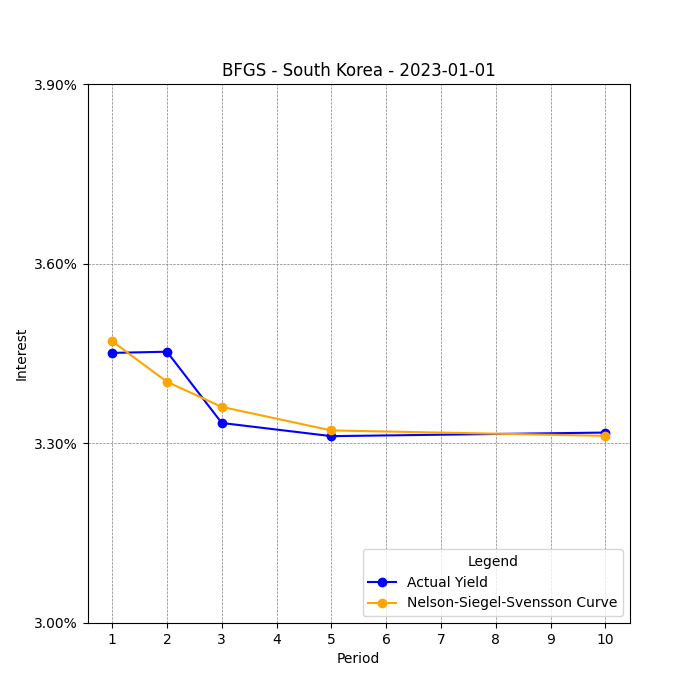 BFGS - South Korea - 2023-01-01
3.90%
3.60%
3.30%
3.00%
Interest
1 2 3 4 5 6 7 8 9 10
Period
Legend
Actual Yield
Nelson-Siegel-Svensson Curve